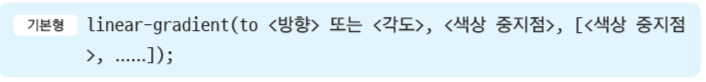 기본형 linear-gradient(to <방향> 또는 <각도>, <색상 중지점>, [<색상 중지점
>, ......]);